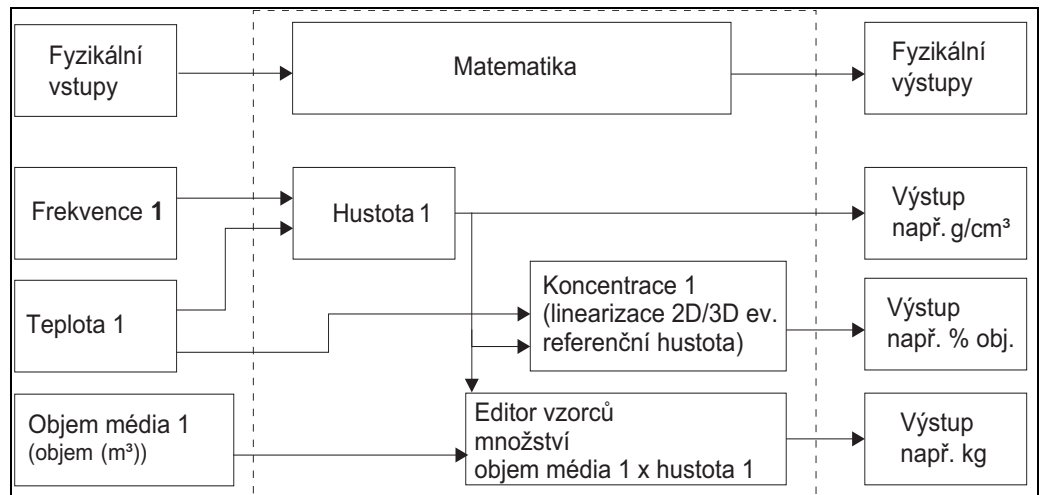 Fyzikální
vstupy
Matematika
Fyzikální
výstupy
Frekvence 1
Hustota 1
Výstup
např. g/cm³
Teplota 1
Koncentrace 1
(linearizace 2D/3D ev.
referenční hustota)
Výstup
např. % obj.
Objem média 1
(objem (m³))
Editor vzorců
množství
objem média 1 x hustota 1
Výstup
např. kg